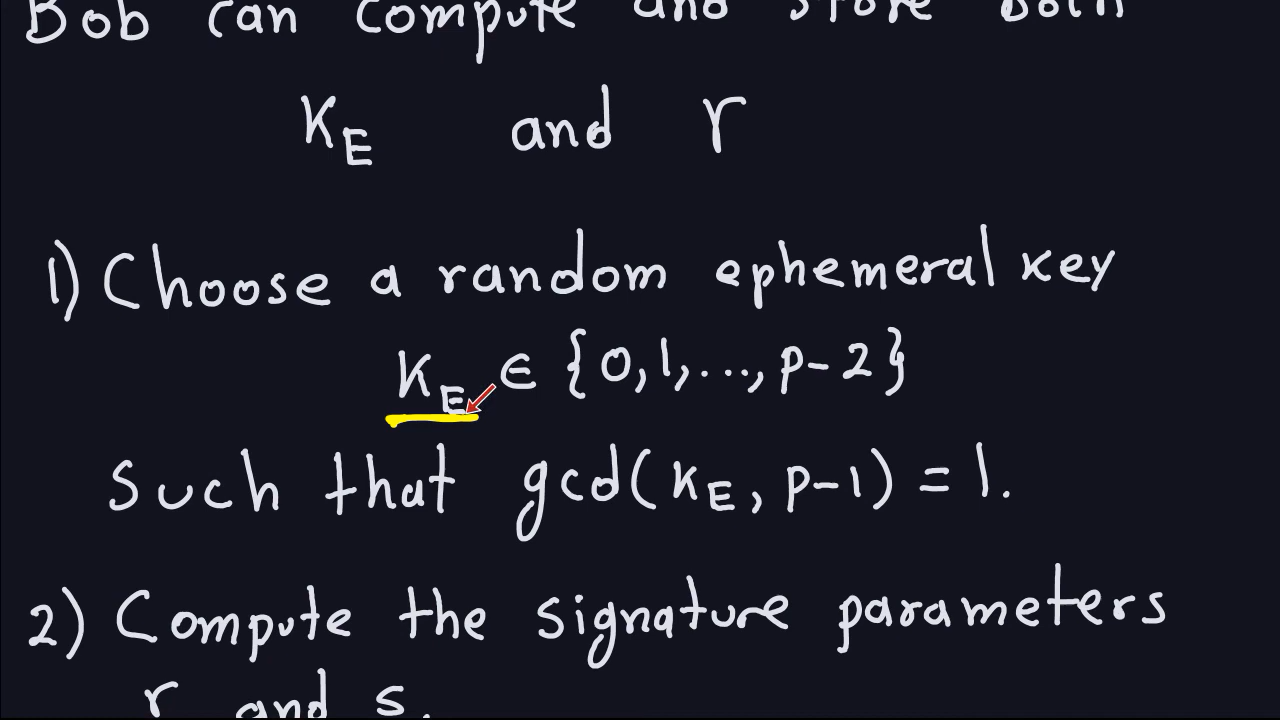 Bob can compute and store both
K_E and r
1) Choose a random ephemeral key
K_E ∈ {0,1,...,p-2}
such that gcd(K_E, p-1) = 1.
2) Compute the signature parameters
r and s.